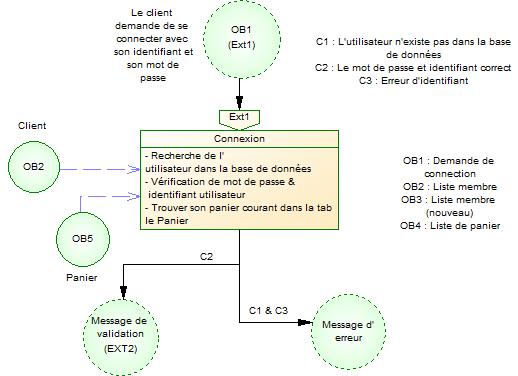 Le client
demande de se
connecter avec
son identifiant et
son mot de
passe
OB1
(Ext1)
C1 : L'utilisateur n'existe pas dans la base
de données
C2 : Le mot de passe et identifiant correct
C3 : Erreur d'identifiant
Ext1
Client
OB2
Connexion
- Recherche de l'
utilisateur dans la base de données
- Vérification de mot de passe &
identifiant utilisateur
- Trouver son panier courant dans la tab
le Panier
OB5
Panier
OB1 : Demande de
connection
OB2 : Liste membre
OB3 : Liste membre
(nouveau)
OB4 : Liste de panier
C2
C1 & C3
Message de
validation
(EXT2)
Message d'
erreur